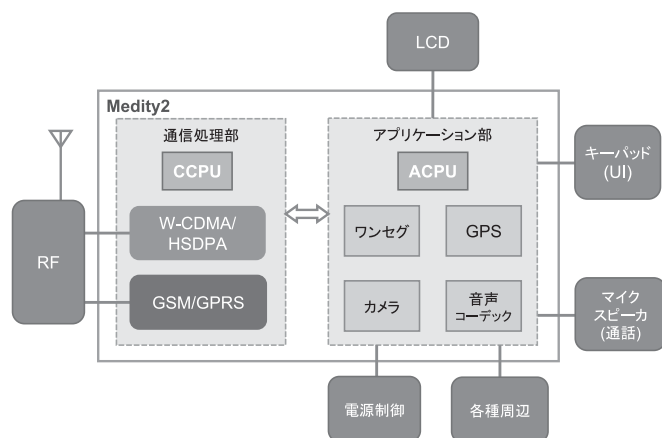 LCD
Medity2
通信処理部
CCPU
W-CDMA/
HSDPA
GSM/GPRS
RF
アプリケーション部
ACPU
ワンセグ
GPS
カメラ
音声
コーデック
キーパッド
(UI)
マイク
スピーカ
(通話)
電源制御
各種周辺